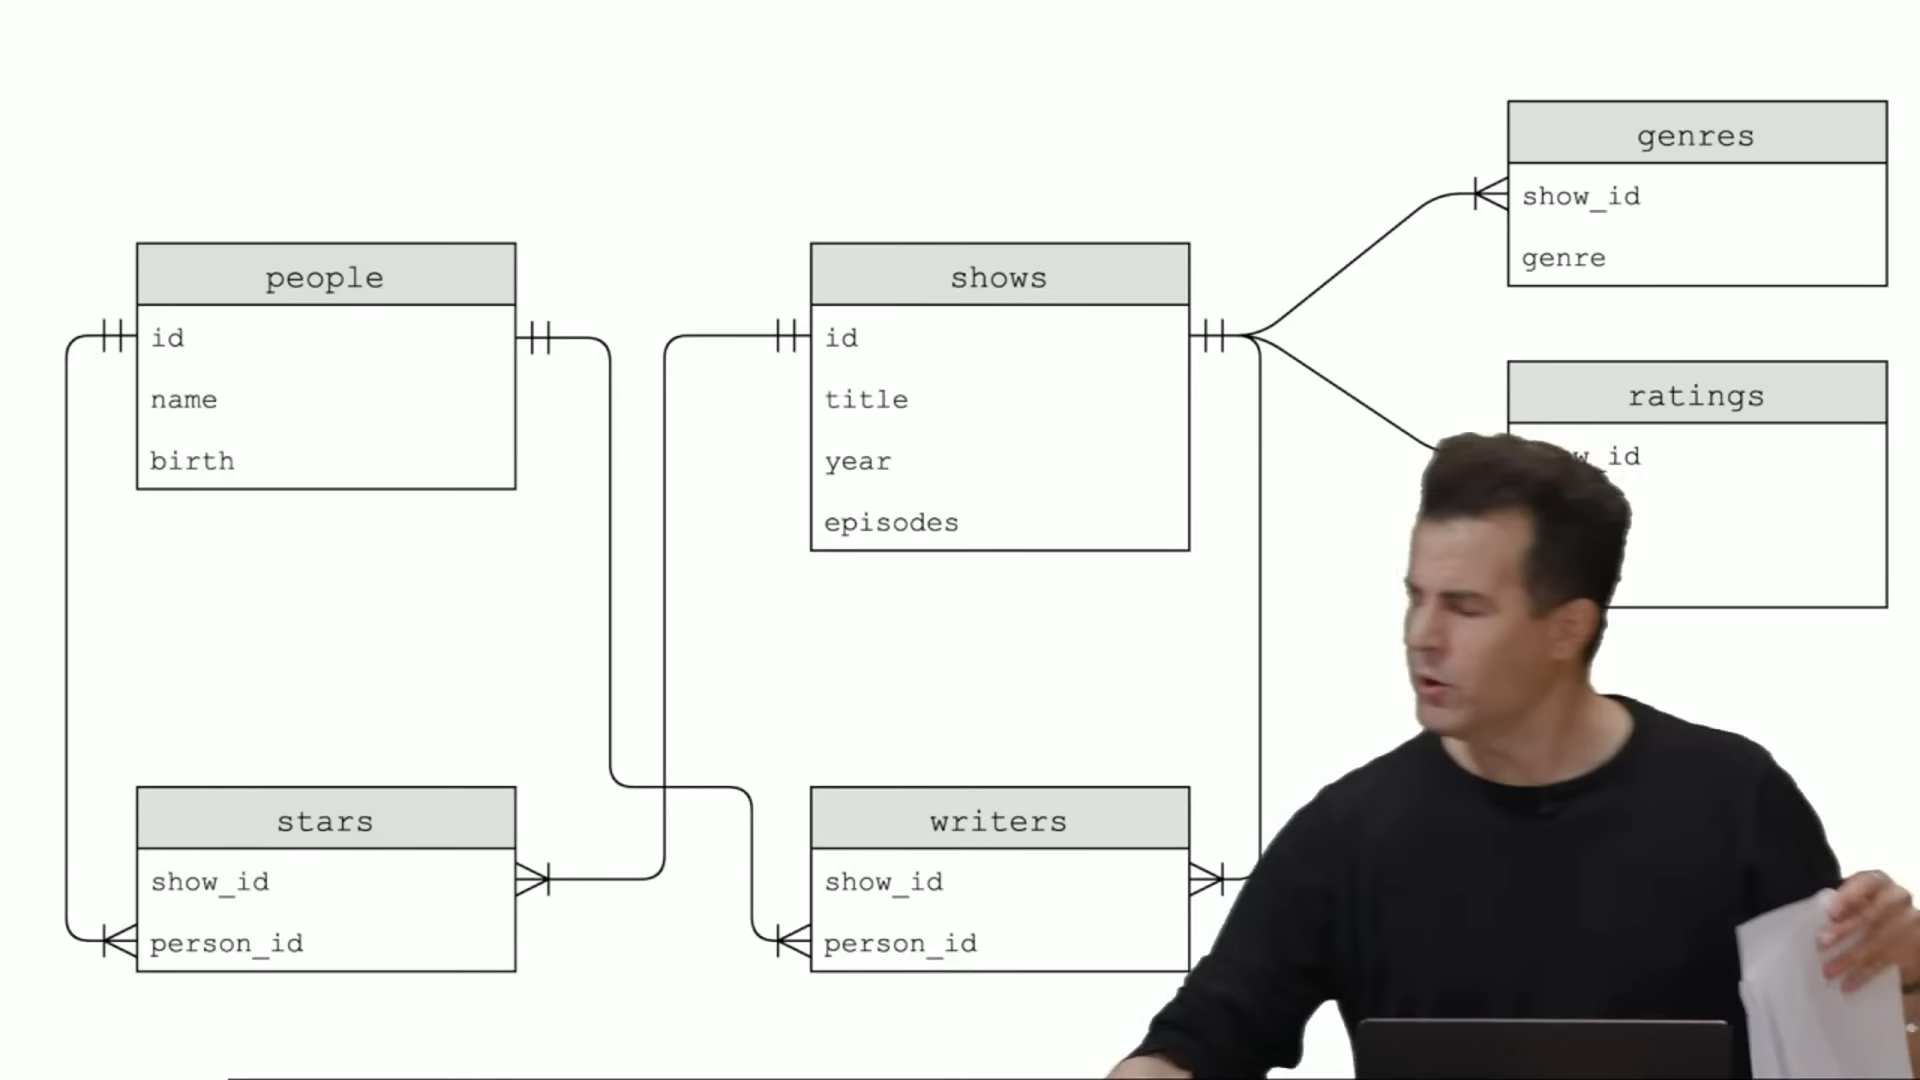 genres
show_id
genre
people
id
name
birth
shows
id
title
year
episodes
ratings
w_id
stars
show_id
person_id
writers
show_id
person_id